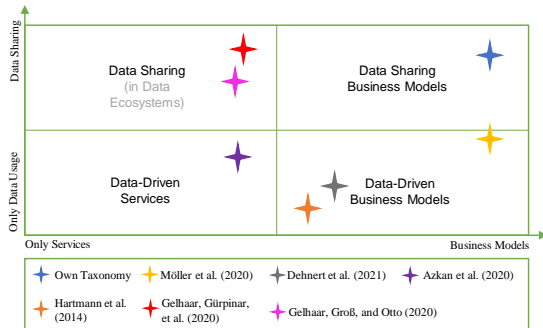 Data Sharing
Only Data Usage
Data Sharing
(in Data
Ecosystems)
Data Sharing
Business Models
Data-Driven
Services
Data-Driven
Business Models
Only Services
Business Models
Own Taxonomy
Möller et al. (2020)
Dehnert et al. (2021)
Azkan et al. (2020)
Hartmann et al.
(2014)
Gelhaar, Gürpinar,
et al. (2020)
Gelhaar, Groß, and Otto (2020)